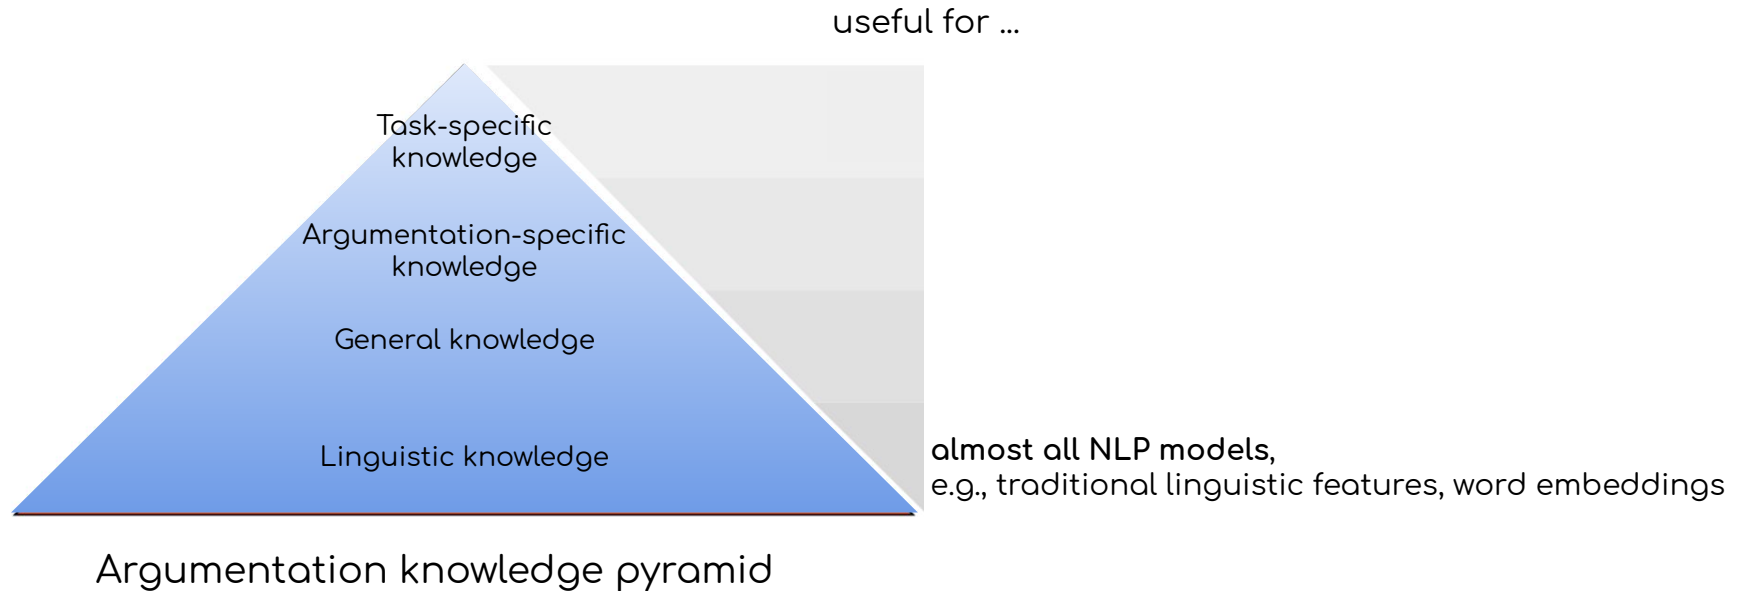 useful for ...
Task-specific
knowledge
Argumentation-specific
knowledge
General knowledge
Linguistic knowledge
almost all NLP models,
e.g., traditional linguistic features, word embeddings
Argumentation knowledge pyramid